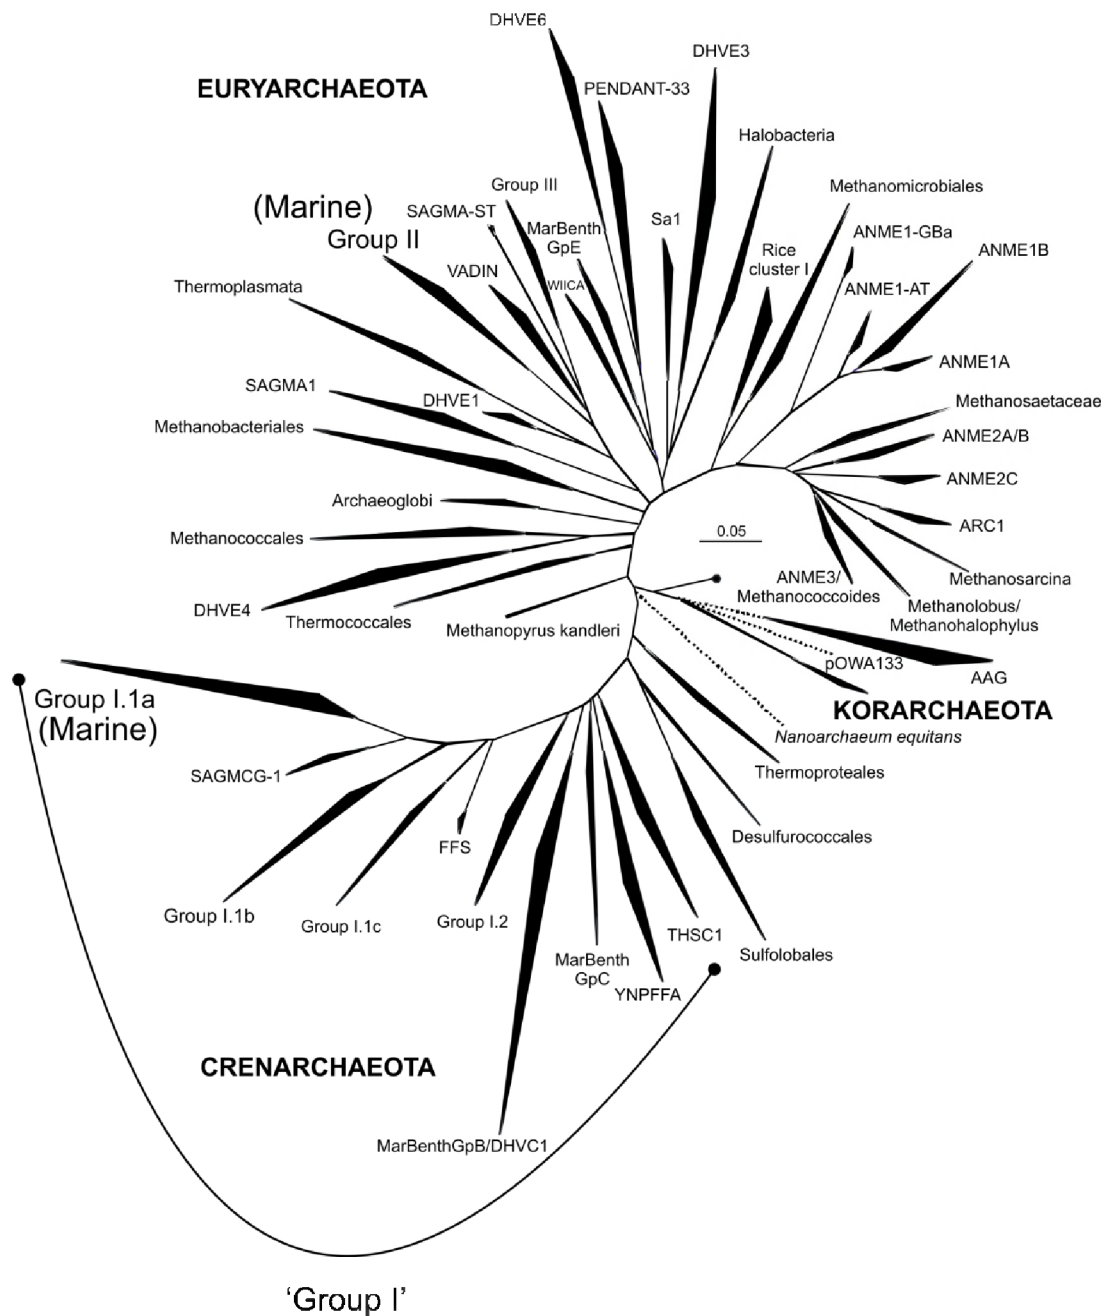 DHVE6
DHVE3
EURYARCHAEOTA
PENDANT-33
Halobacteria
Group III
Methanomicrobiales
(Marine)
SAGMA-ST
Sa1
ANME1-GBa
Group II
MarBenth
GpE
Rice
cluster I
ANME1B
VADIN
WIICA
ANME1-AT
Thermoplasmata
ANME1A
SAGMA1
DHVE1
Methanosaetaceae
Methanobacteriales
ANME2A/B
ANME2C
Archaeoglobi
ARC1
Methanococcales
0.05
ANME3/
Methanococcoides
Methanosarcina
DHVE4
Thermococcales
Methanopyrus kandleri
Methanolobus/
Methanohalophylus
pOWA133
AAG
Group I.1a
(Marine)
KORARCHAEOTA
Nanoarchaeum equitans
SAGMCG-1
Thermoproteales
FFS
Desulfurococcales
Group I.1b
Group I.1c
Group I.2
THSC1
Sulfolobales
MarBenth
GpC
YNPFFA
CRENARCHAEOTA
MarBenthGpB/DHVC1
‘Group I’